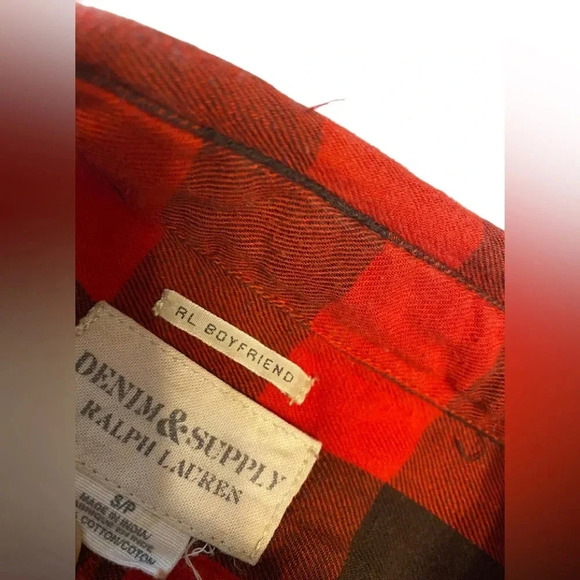 RL BOYFRIEND
DENIM&SUPPLY
RALPH LAUREN
S/P
MADE IN INDIA/
COTTON/COTON